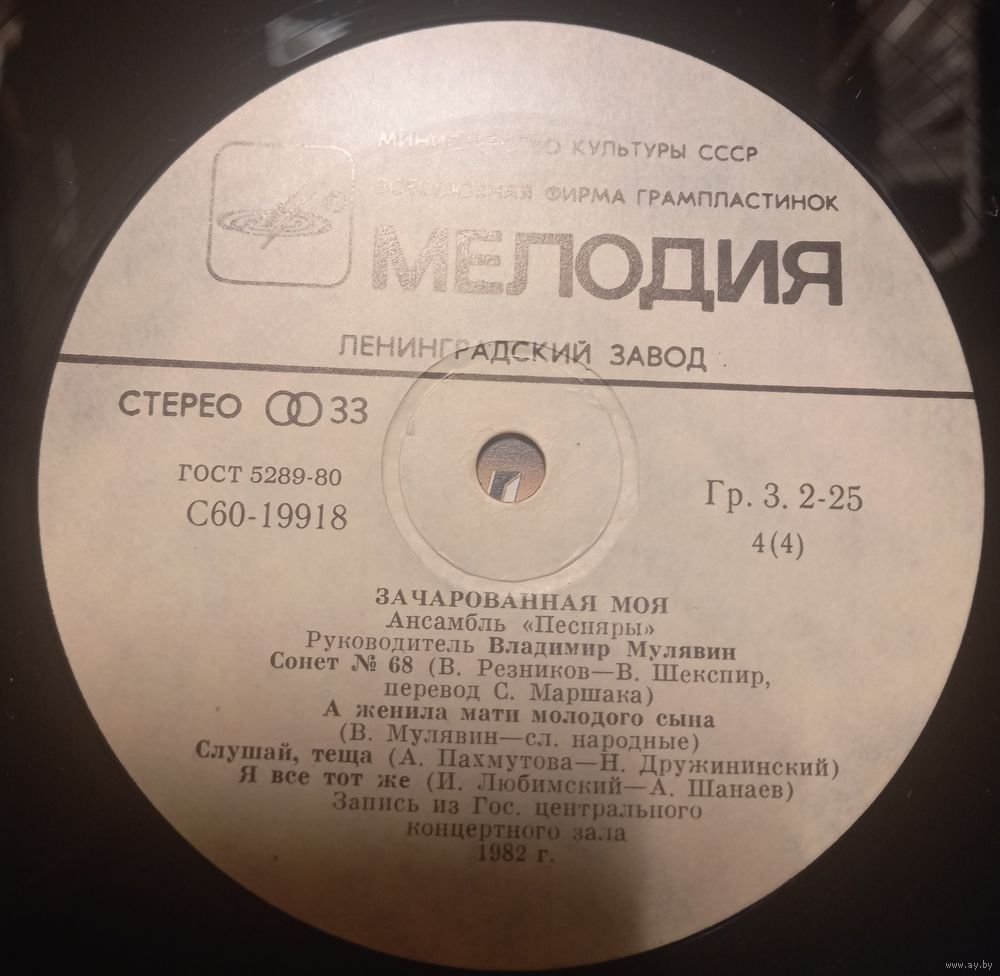 МИНИСТЕРСТВО КУЛЬТУРЫ СССР
ВСЕСОЮЗНАЯ ФИРМА ГРАМПЛАСТИНОК
МЕЛОДИЯ
ЛЕНИНГРАДСКИЙ ЗАВОД
СТЕРЕО 33
ГОСТ 5289-80
С60-19918
Гр. 3. 2-25
4(4)
ЗАЧАРОВАННАЯ МОЯ
Ансамбль «Песняры»
Руководитель Владимир Мулявин
Сонет № 68 (В. Резников—В. Шекспир,
перевод С. Маршака)
А женила мати молодого сына
(В. Мулявин—сл. народные)
Слушай, теща (А. Пахмутова—Н. Дружининский)
Я все тот же (И. Любимский—А. Шанаев)
Запись из Гос. центрального
концертного зала
1982 г.
www.ay.by